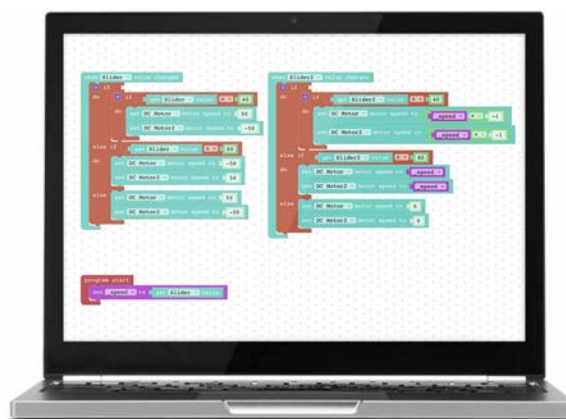 when Slider value changes
if
do if get Slider value 40
do set DC Motor motor speed to 50
set DC Motor2 motor speed to -50
else if get Slider value 60
do set DC Motor motor speed to -50
set DC Motor2 motor speed to 50
else set DC Motor motor speed to 50
set DC Motor2 motor speed to -50
when Slider2 value changes
if
do if get Slider2 value 40
do set DC Motor motor speed to speed -1
set DC Motor2 motor speed to speed -1
else if get Slider2 value 60
do set DC Motor motor speed to speed
set DC Motor2 motor speed to speed
else set DC Motor motor speed to 0
set DC Motor2 motor speed to 0
program start
set speed to get Slider value